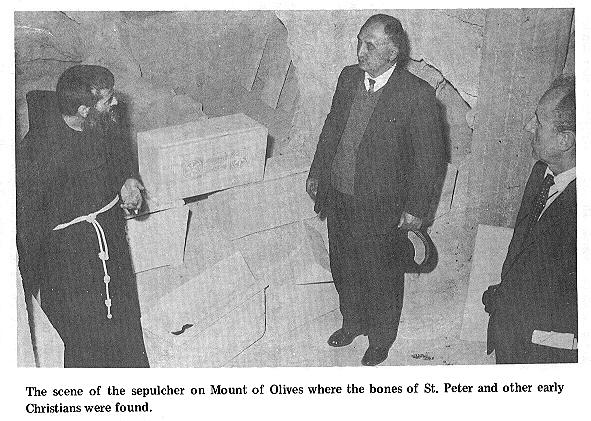 The scene of the sepulcher on Mount of Olives where the bones of St. Peter and other early
Christians were found.